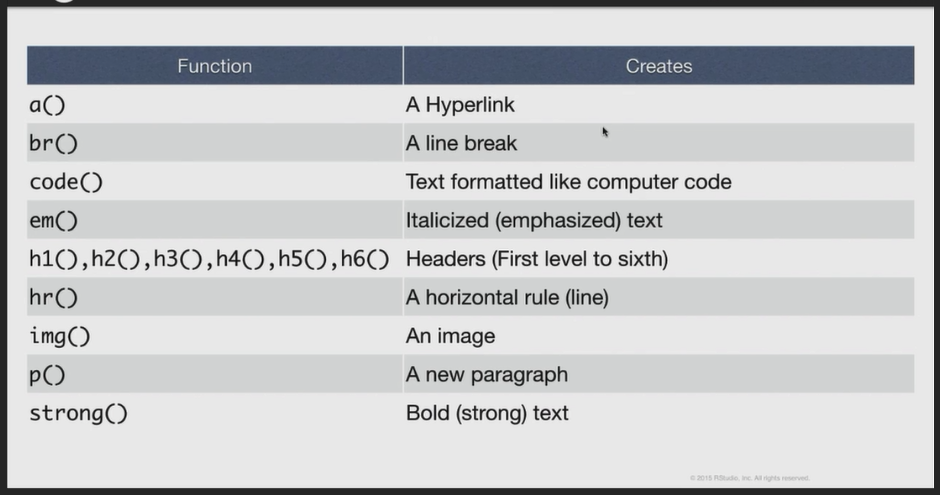 Function Creates
a() A Hyperlink
br() A line break
code() Text formatted like computer code
em() Italicized (emphasized) text
h1(),h2(),h3(),h4(),h5(),h6() Headers (First level to sixth)
hr() A horizontal rule (line)
img() An image
p() A new paragraph
strong() Bold (strong) text
© 2015 RStudio, Inc. All rights reserved.